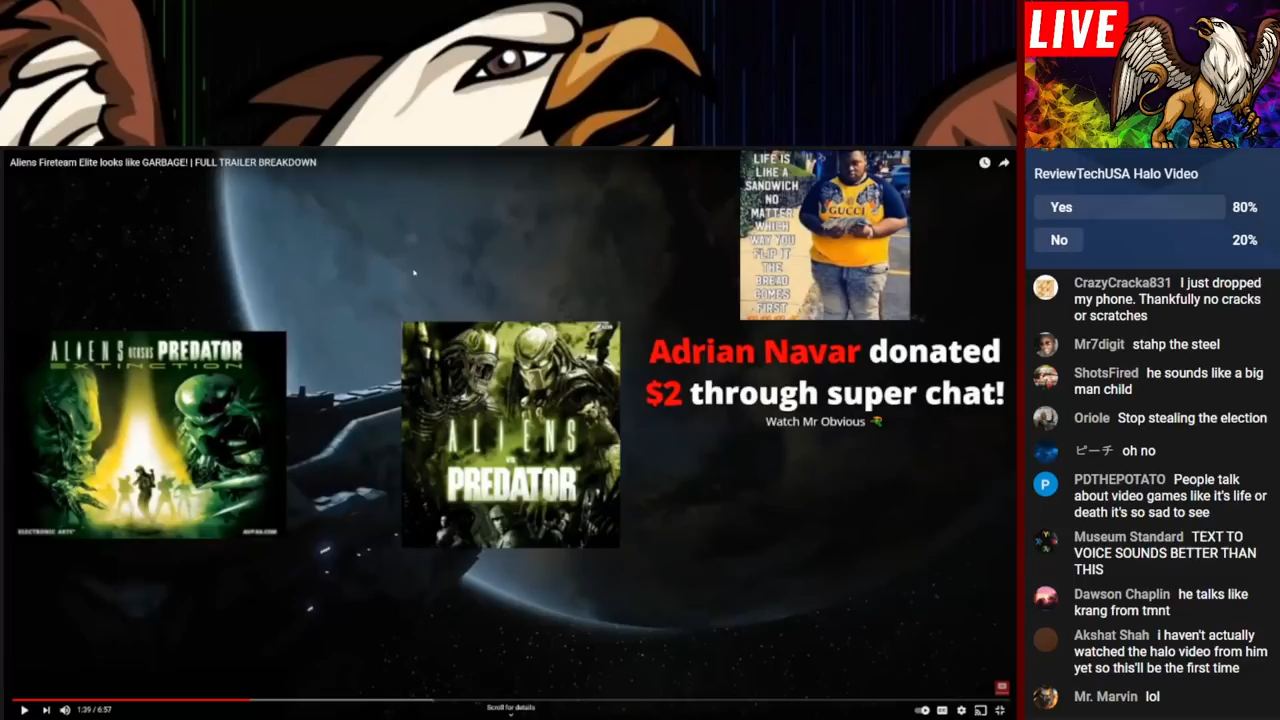 LIVE
Aliens Fireteam Elite looks like GARBAGE! | FULL TRAILER BREAKDOWN
LIFE IS
LIKE A
SANDWICH
NO
MATTER
WHICH
WAY YOU
FLIP IT
THE
BREAD
COMES
FIRST
GUCCI
ALIENS VERSUS PREDATOR
EXTINCTION
ELECTRONIC ARTS
ALIENS
VS
PREDATOR
Adrian Navar donated
$2 through super chat!
Watch Mr Obvious
1:39 / 6:57
Scroll for details
ReviewTechUSA Halo Video
Yes 80%
No 20%
CrazyCracka831 I just dropped
my phone. Thankfully no cracks
or scratches
Mr7digit stahp the steel
ShotsFired he sounds like a big
man child
Oriole Stop stealing the election
ピーチ oh no
P
PDTHEPOTATO People talk
about video games like it's life or
death it's so sad to see
Museum Standard TEXT TO
VOICE SOUNDS BETTER THAN
THIS
Dawson Chaplin he talks like
krang from tmnt
Akshat Shah i haven't actually
watched the halo video from him
yet so this'll be the first time
Mr. Marvin lol